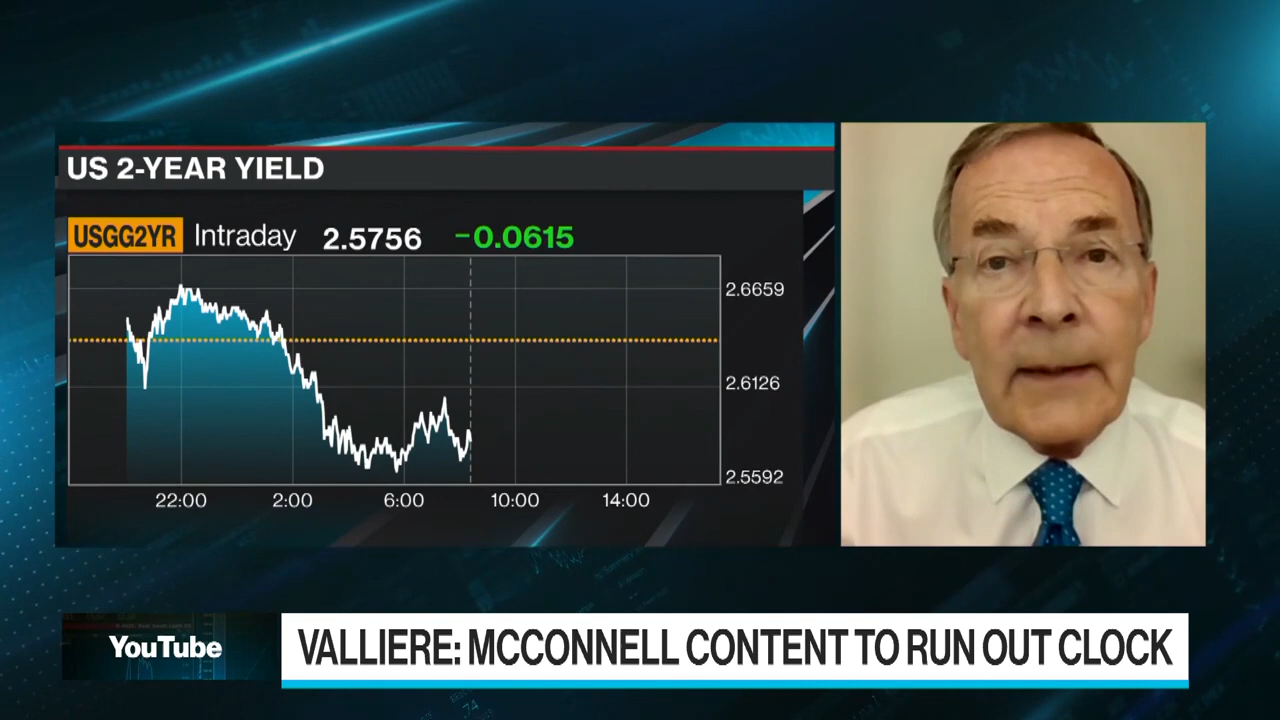 US 2-YEAR YIELD
USGG2YR Intraday 2.5756 -0.0615
2.6659
2.6126
2.5592
22:00 2:00 6:00 10:00 14:00
YouTube
VALLIERE: MCCONNELL CONTENT TO RUN OUT CLOCK